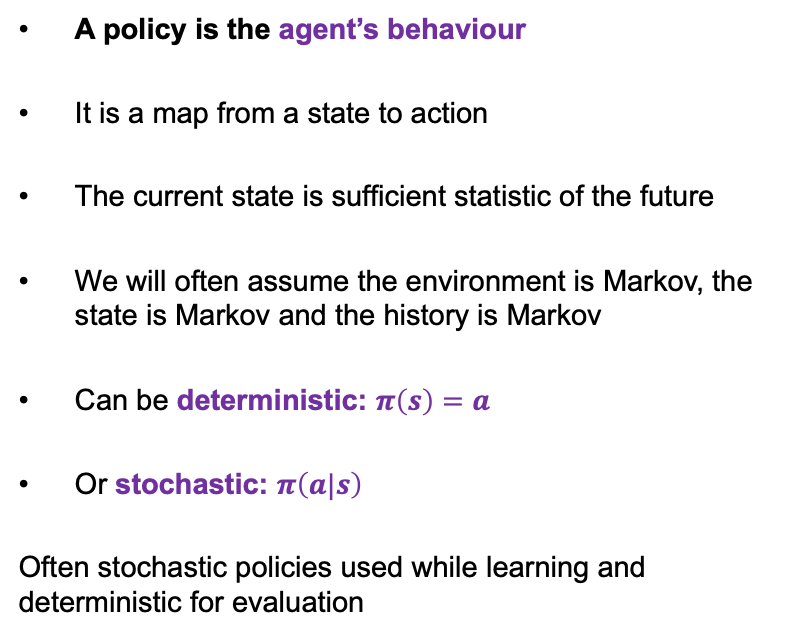 • A policy is the agent’s behaviour
• It is a map from a state to action
• The current state is sufficient statistic of the future
• We will often assume the environment is Markov, the
state is Markov and the history is Markov
• Can be deterministic: π(s) = a
• Or stochastic: π(a|s)
Often stochastic policies used while learning and
deterministic for evaluation